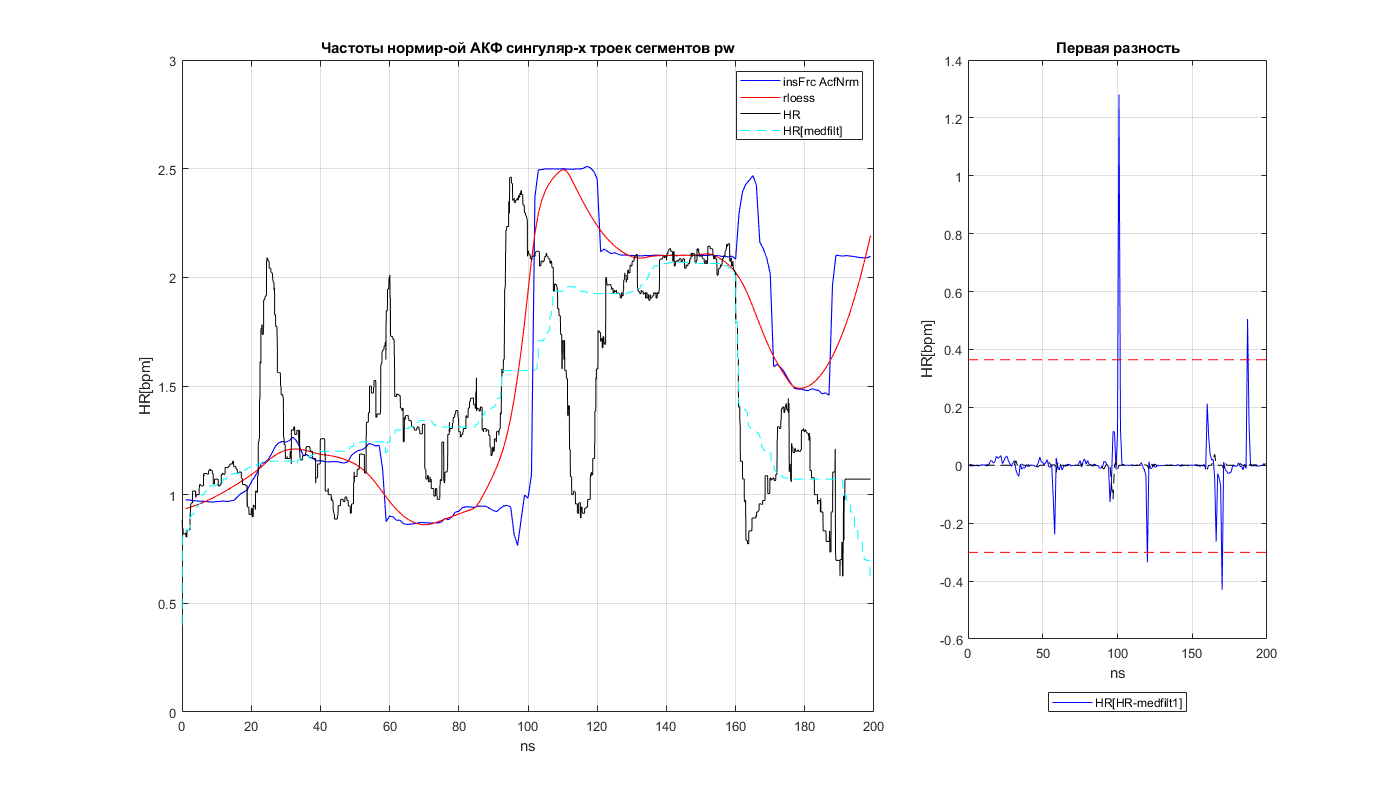 Частоты нормир-ой АКФ сингуляр-х троек сегментов pw
3
2.5
2
1.5
1
0.5
0
HR[bpm]
0 20 40 60 80 100 120 140 160 180 200
ns
insFrc AcfNrm
rloess
HR
HR[medfilt]
Первая разность
1.4
1.2
1
0.8
0.6
0.4
0.2
0
-0.2
-0.4
-0.6
HR[bpm]
0 50 100 150 200
ns
HR[HR-medfilt1]